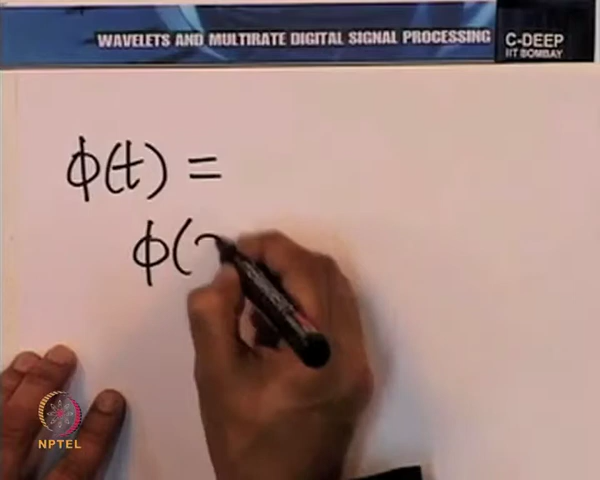 WAVELETS AND MULTIRATE DIGITAL SIGNAL PROCESSING
C-DEEP
IIT BOMBAY
ϕ(t) =
ϕ(
NPTEL